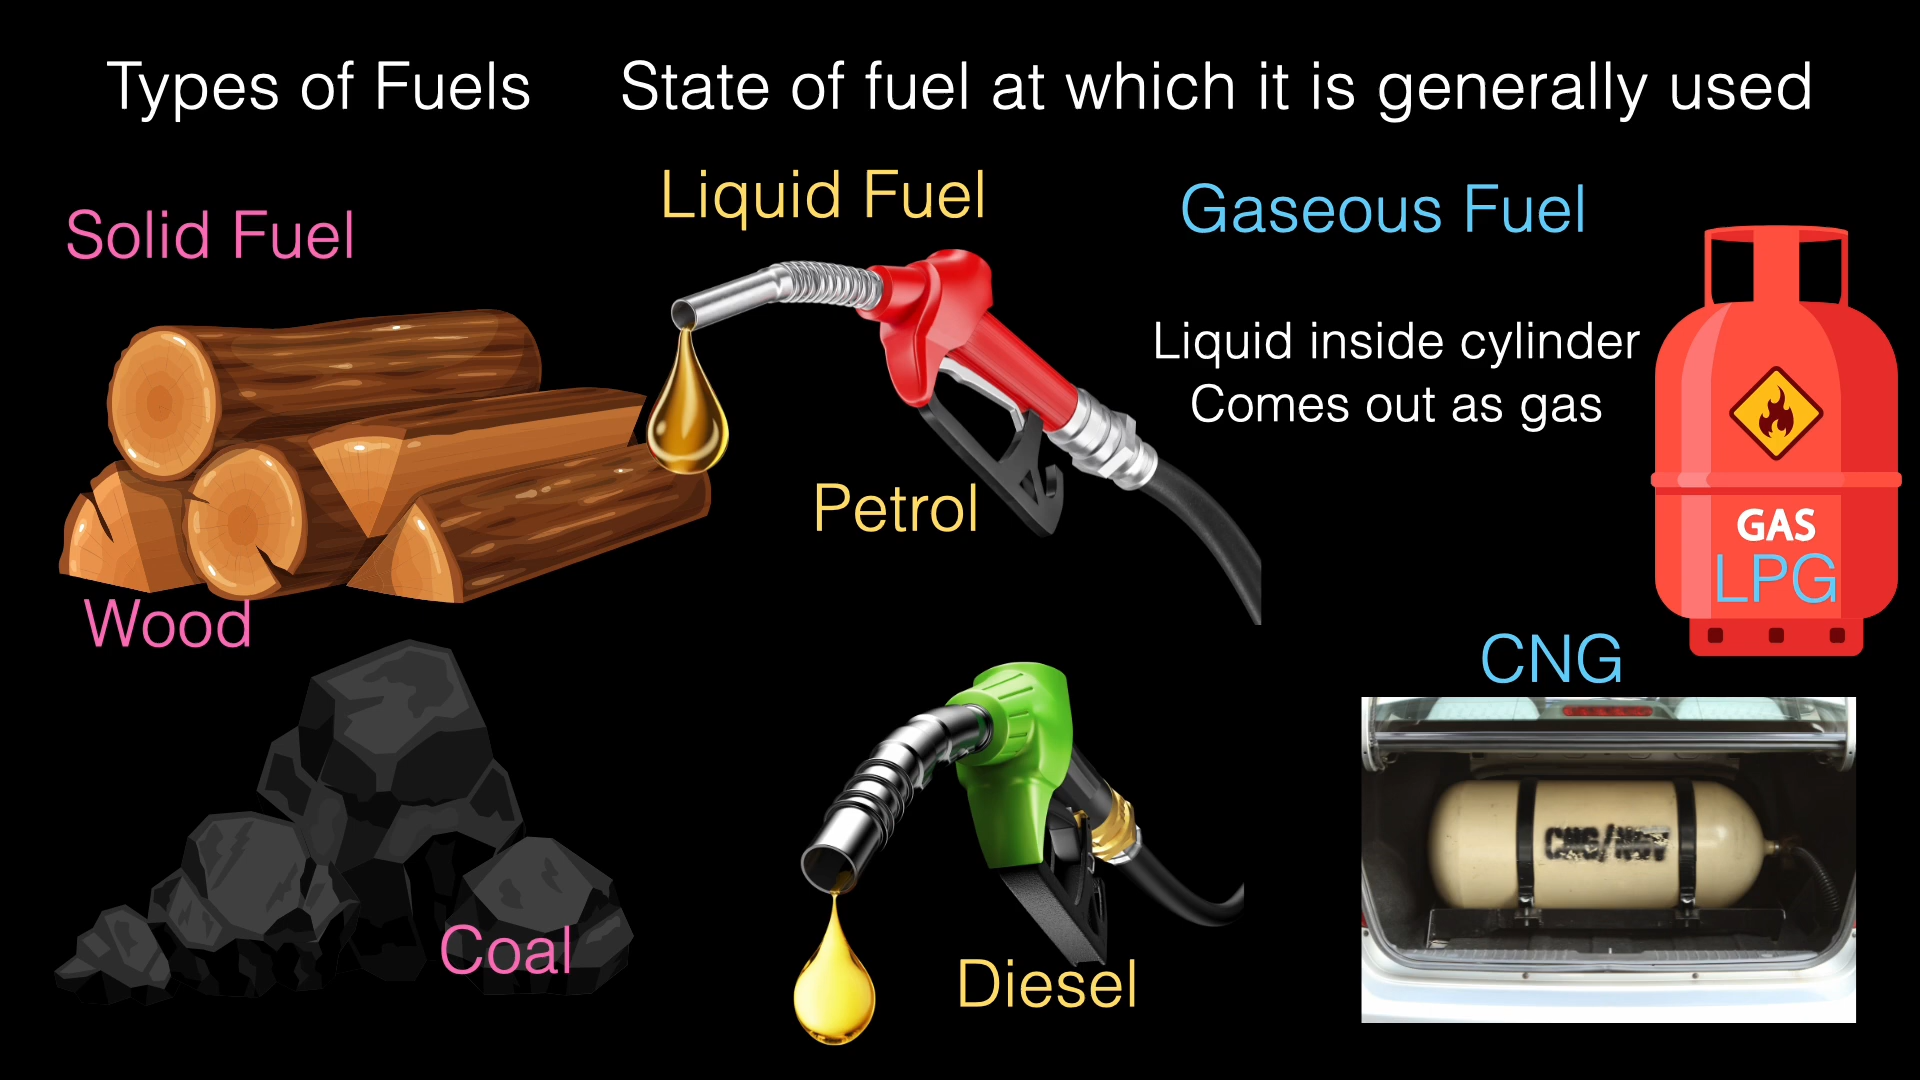 Types of Fuels
State of fuel at which it is generally used
Solid Fuel
Wood
Coal
Liquid Fuel
Petrol
Diesel
Gaseous Fuel
Liquid inside cylinder
Comes out as gas
GAS
LPG
CNG